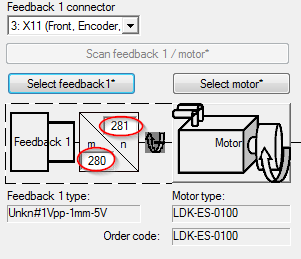 Feedback 1 connector
3: X11 (Front, Encoder,
Scan feedback 1 / motor*
Select feedback1*
Select motor*
281
Feedback 1
m
n
Motor
280
Feedback 1 type:
Motor type:
Unkn#1Vpp-1mm-5V
LDK-ES-0100
Order code:
LDK-ES-0100